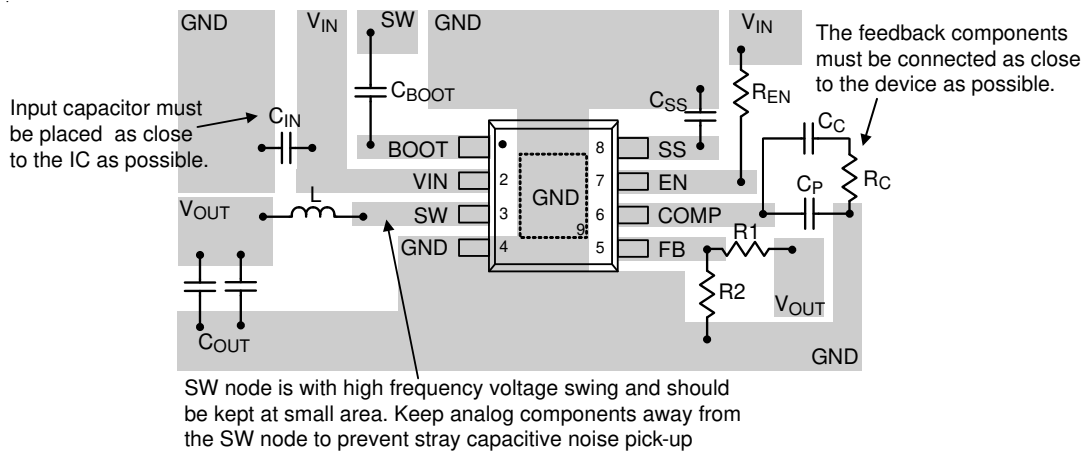 GND
VIN
SW
GND
VIN
The feedback components
must be connected as close
to the device as possible.
Input capacitor must
be placed as close
to the IC as possible.
CIN
CBOOT
CSS
REN
CC
RC
CP
BOOT
VIN
SW
GND
2
3
4
GND
9
8
7
6
5
SS
EN
COMP
FB
L
VOUT
COUT
R1
R2
VOUT
GND
SW node is with high frequency voltage swing and should
be kept at small area. Keep analog components away from
the SW node to prevent stray capacitive noise pick-up